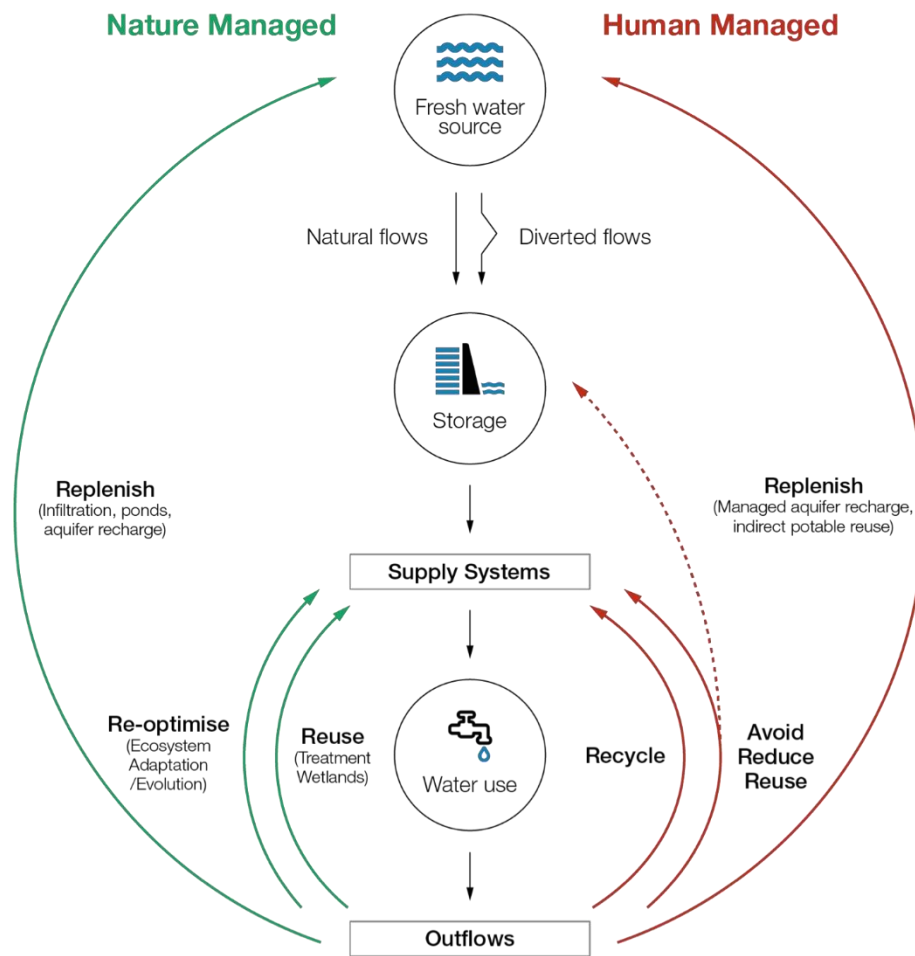 Nature Managed
Human Managed
Fresh water
source
Natural flows
Diverted flows
Storage
Replenish
(Infiltration, ponds,
aquifer recharge)
Replenish
(Managed aquifer recharge,
indirect potable reuse)
Supply Systems
Re-optimise
(Ecosystem
Adaptation
/Evolution)
Reuse
(Treatment
Wetlands)
Water use
Recycle
Avoid
Reduce
Reuse
Outflows